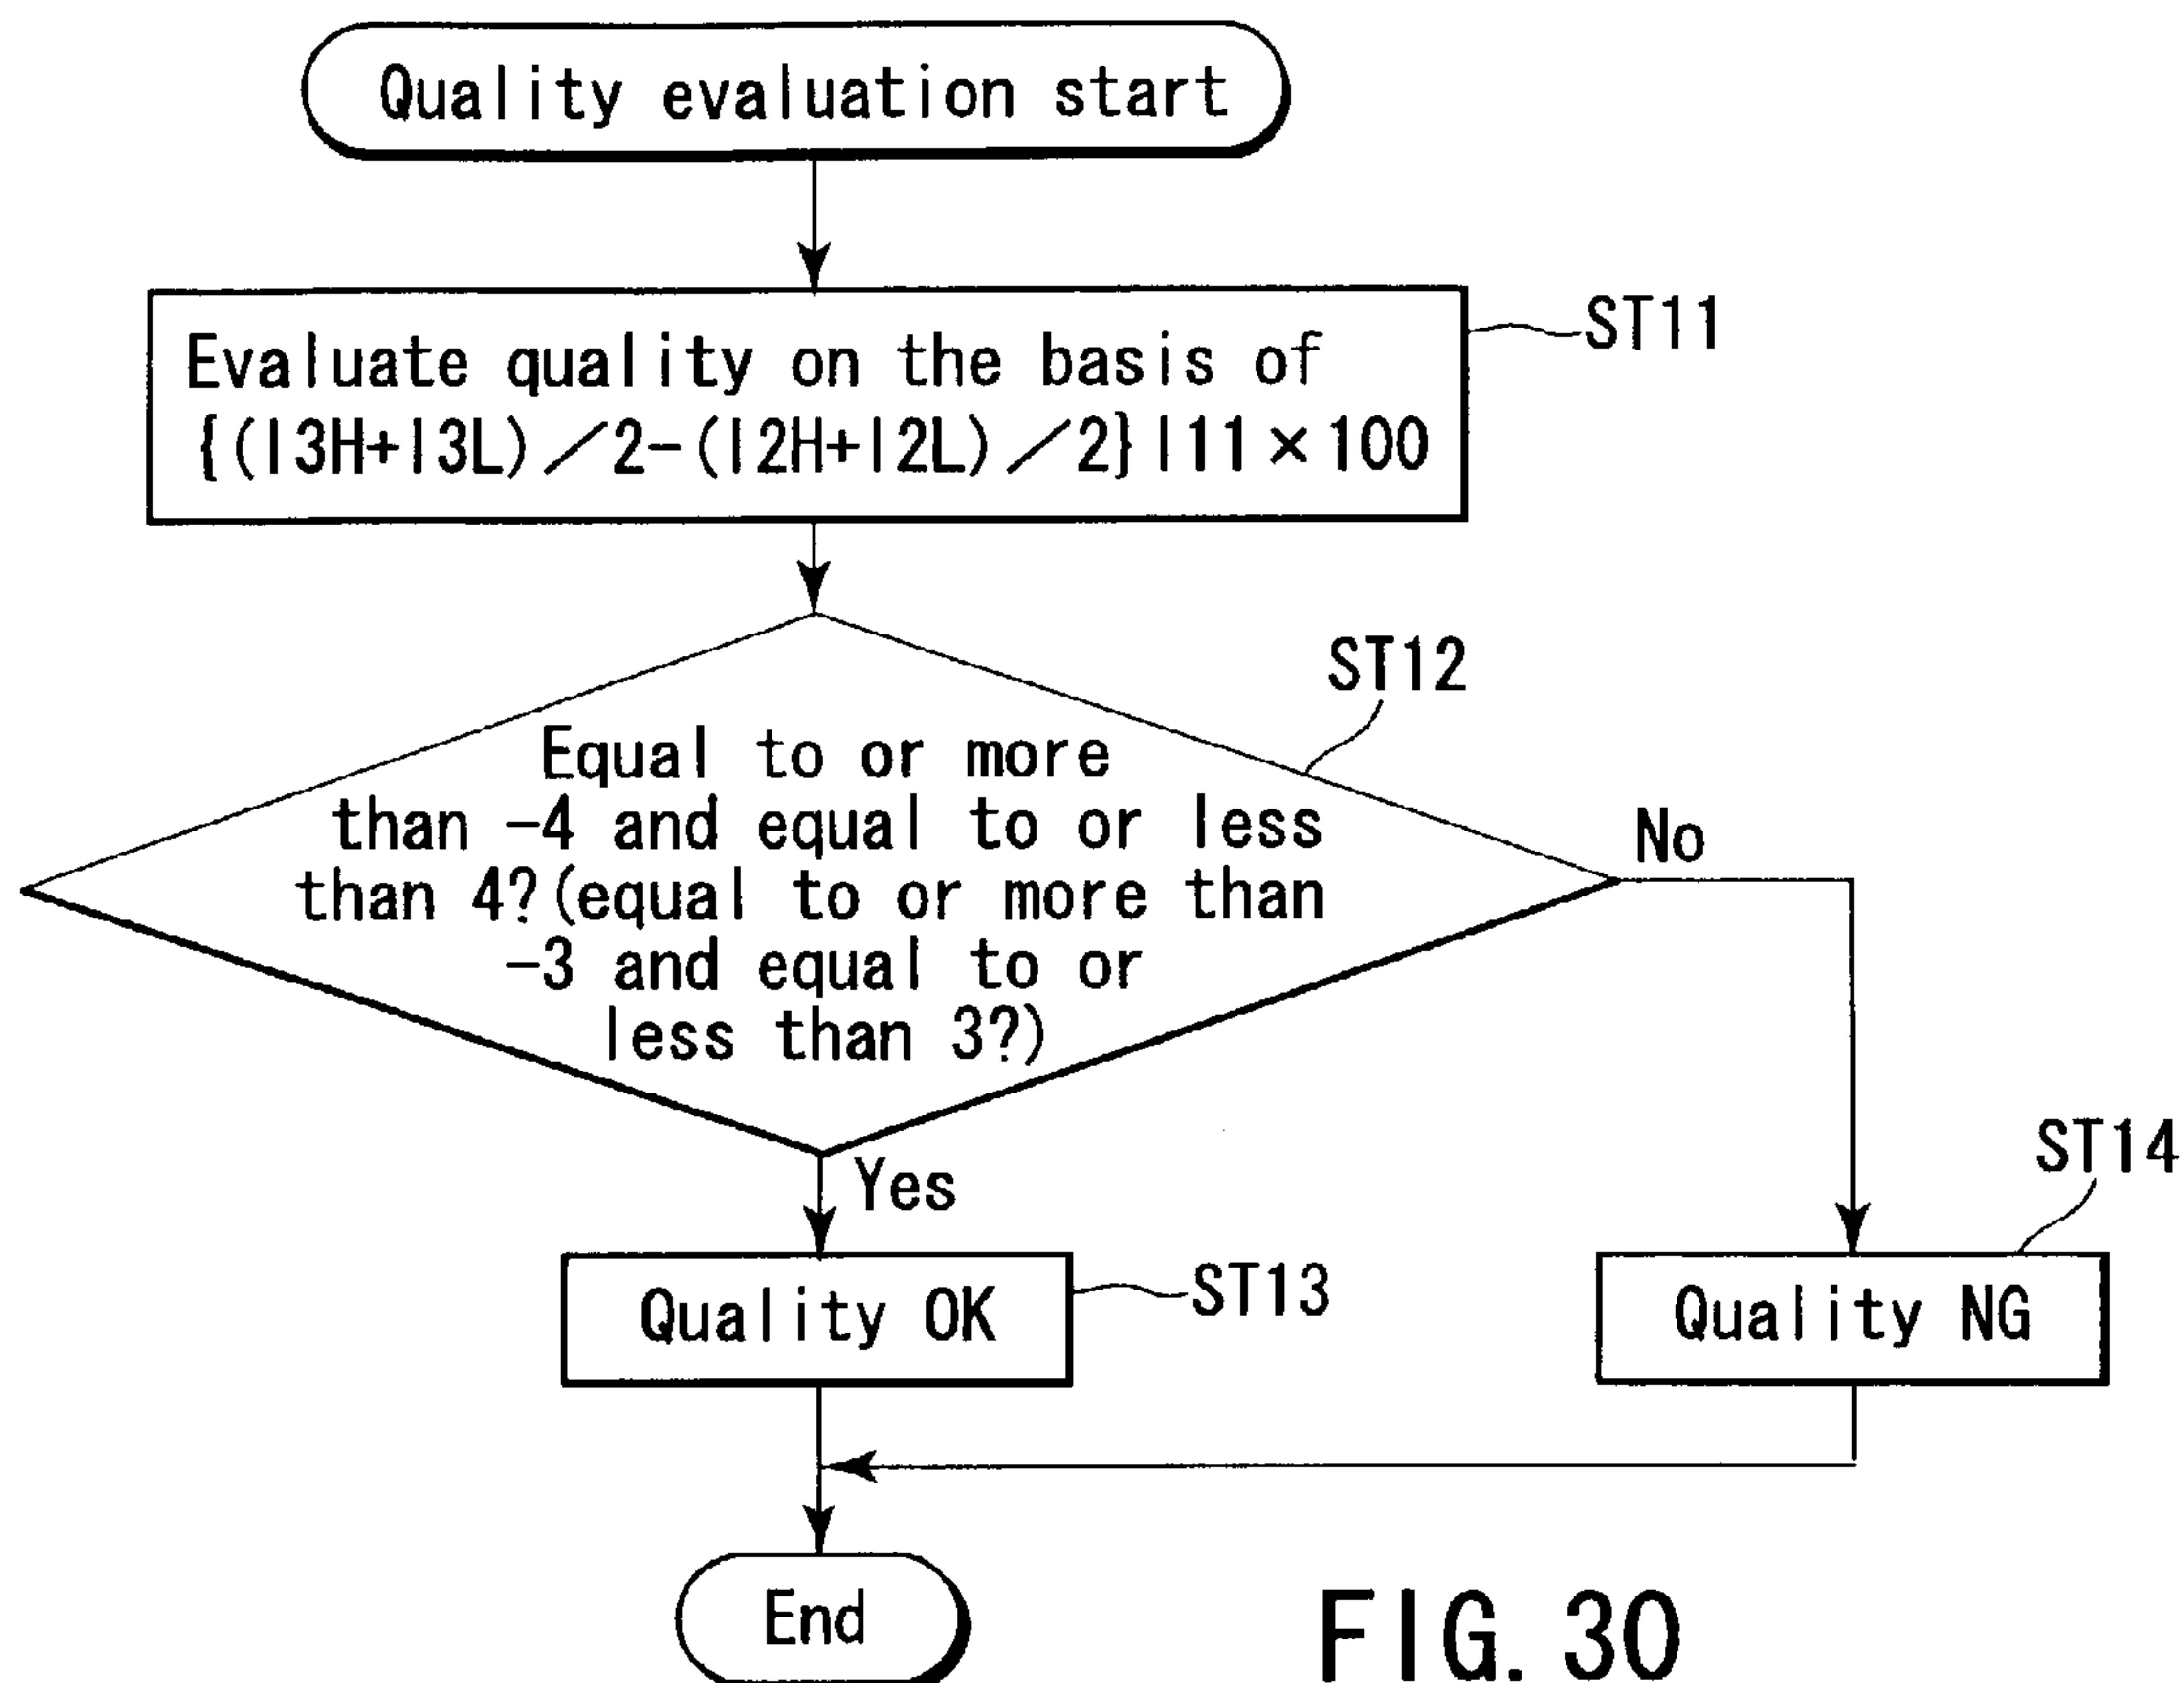 Quality evaluation start
ST11
Evaluate quality on the basis of
{(I3H+I3L)／2-(I2H+I2L)／2}I11×100
ST12
Equal to or more
than -4 and equal to or less
than 4?(equal to or more than
-3 and equal to or
less than 3?)
No
Yes
ST14
Quality OK
ST13
Quality NG
End
FIG. 30